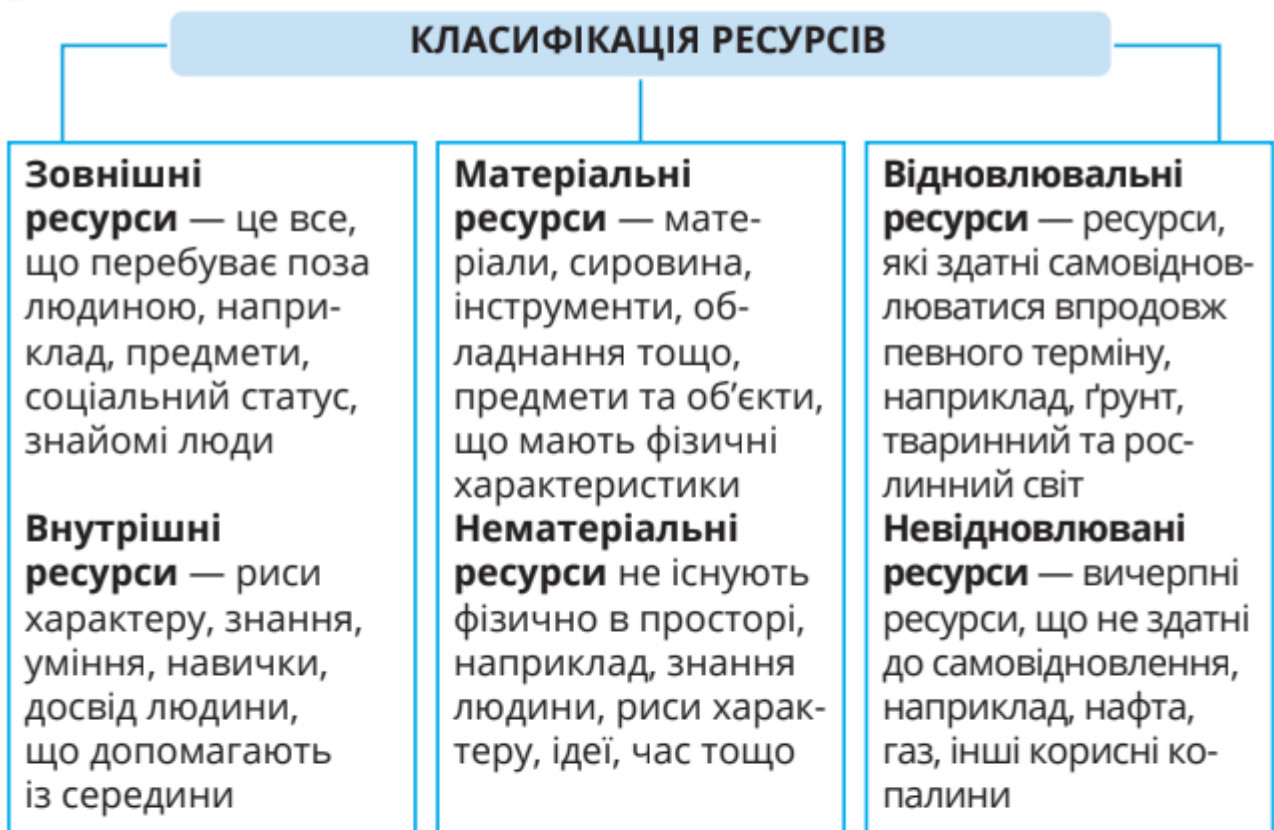 КЛАСИФІКАЦІЯ РЕСУРСІВ
Зовнішні
ресурси — це все,
що перебуває поза
людиною, напри-
клад, предмети,
соціальний статус,
знайомі люди
Внутрішні
ресурси — риси
характеру, знання,
уміння, навички,
досвід людини,
що допомагають
із середини
Матеріальні
ресурси — мате-
ріали, сировина,
інструменти, об-
ладнання тощо,
предмети та об’єкти,
що мають фізичні
характеристики
Нематеріальні
ресурси не існують
фізично в просторі,
наприклад, знання
людини, риси харак-
теру, ідеї, час тощо
Відновлювальні
ресурси — ресурси,
які здатні самовіднов-
люватися впродовж
певного терміну,
наприклад, ґрунт,
тваринний та рос-
линний світ
Невідновлювані
ресурси — вичерпні
ресурси, що не здатні
до самовідновлення,
наприклад, нафта,
газ, інші корисні ко-
палини